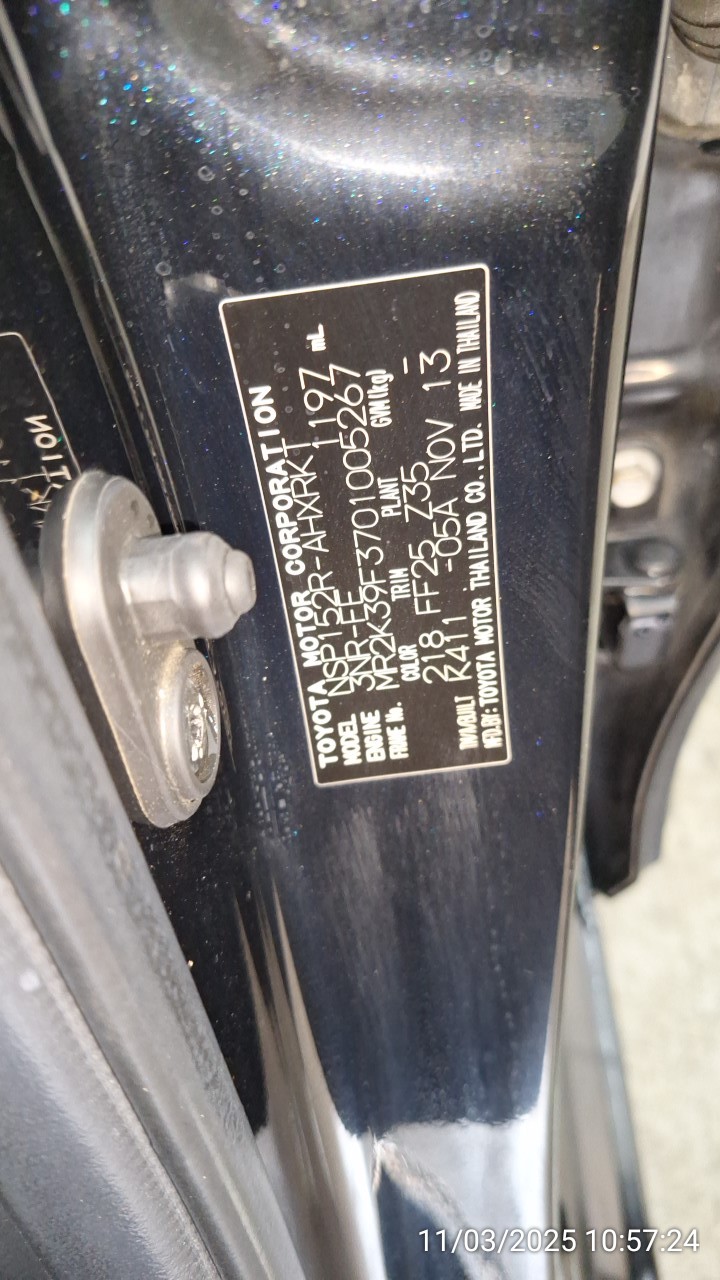 TOYOTA MOTOR CORPORATION
MODEL NSP152R-AHXRKT
ENGINE 3NR-FE 1197 mL
FRAME No. MR2K39F3701005267
COLOR TRIM PLANT GVM(kg)
218 FF25 Z35 -
T/M/BUILT K411 -05A NOV 13
MFD.BY: TOYOTA MOTOR THAILAND CO.,LTD. MADE IN THAILAND
11/03/2025 10:57:24